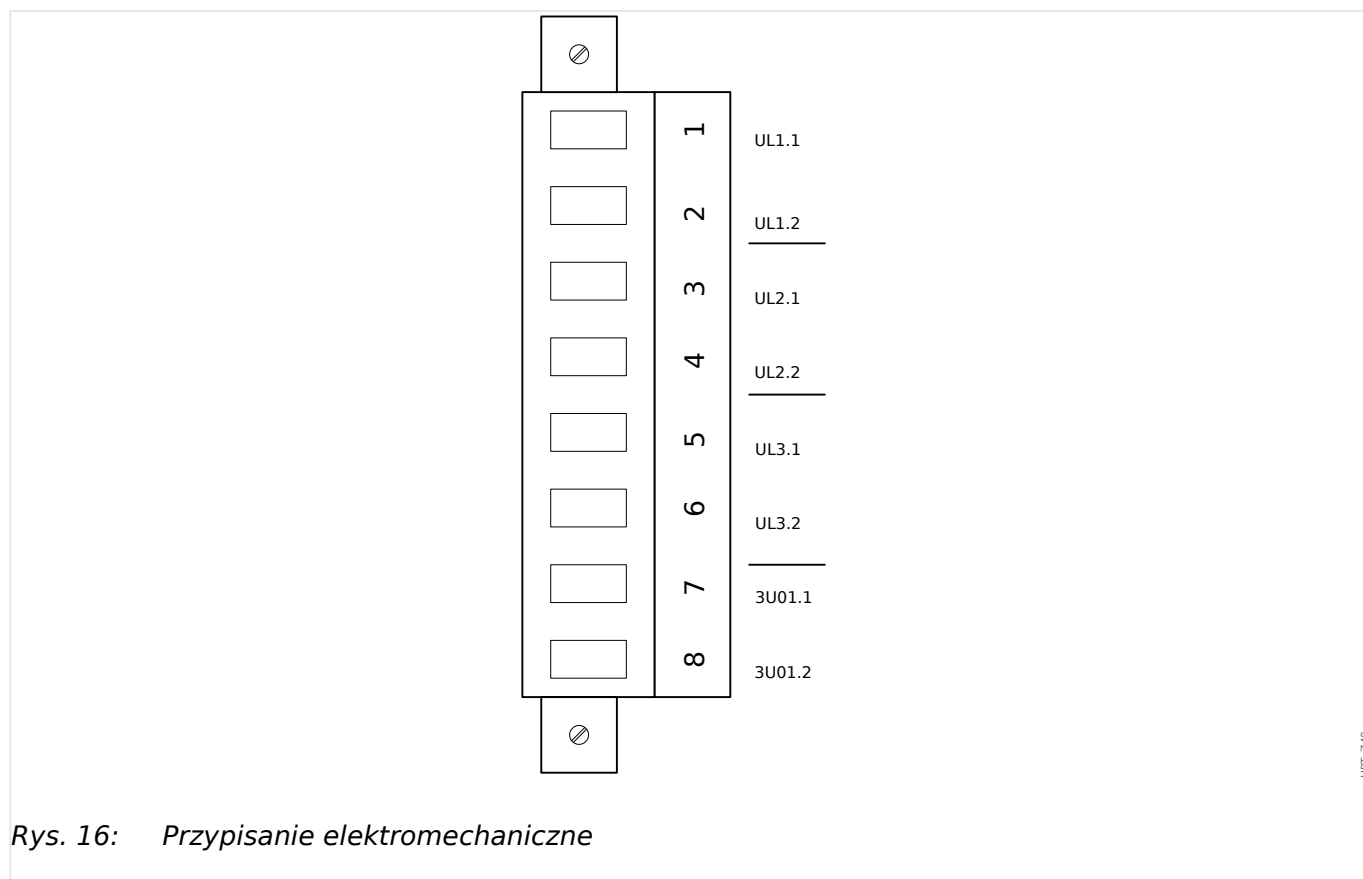 1 UL1.1
2 UL1.2
3 UL2.1
4 UL2.2
5 UL3.1
6 UL3.2
7 3U01.1
8 3U01.2
Rys. 16: Przypisanie elektromechaniczne